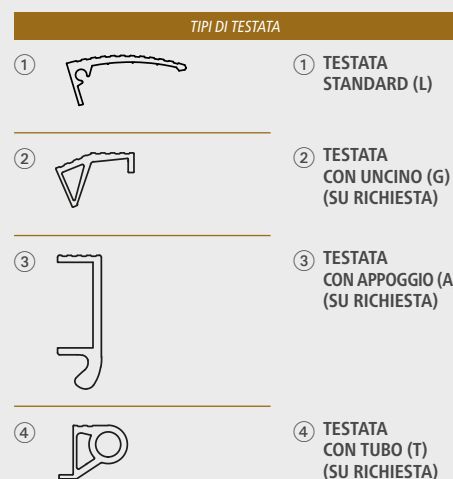 TIPI DI TESTATA
1
1 TESTATA
STANDARD (L)
2
2 TESTATA
CON UNCINO (G)
(SU RICHIESTA)
3
3 TESTATA
CON APPOGGIO (A
(SU RICHIESTA)
4
4 TESTATA
CON TUBO (T)
(SU RICHIESTA)